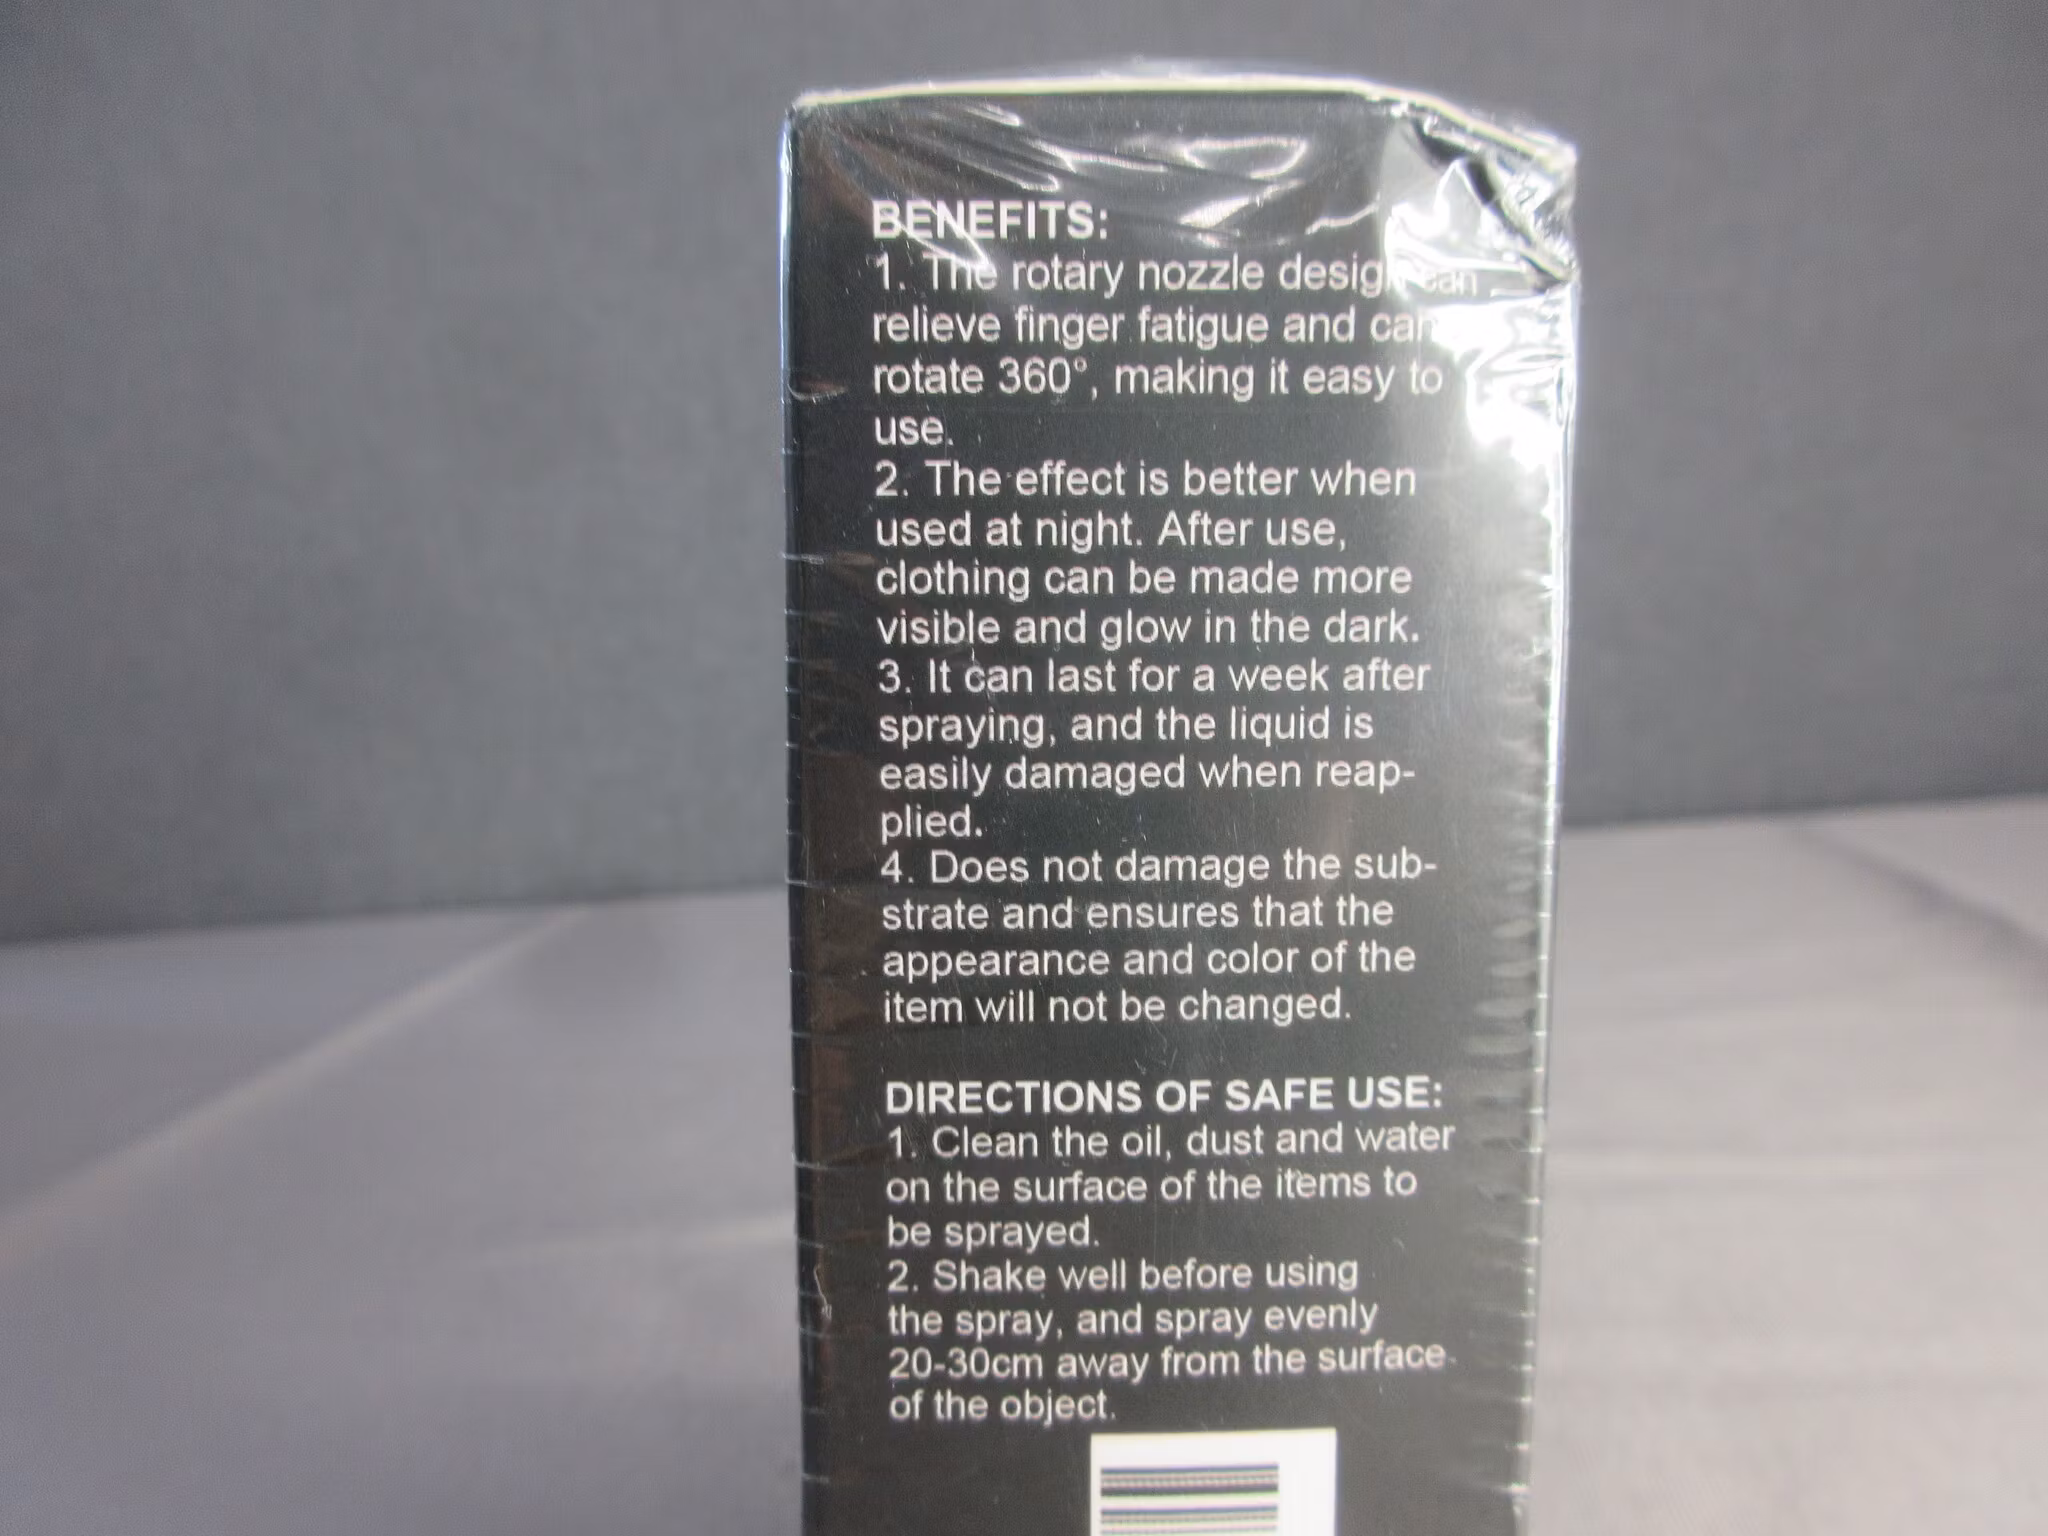 BENEFITS:
1. The rotary nozzle design can
relieve finger fatigue and can
rotate 360°, making it easy to
use.
2. The effect is better when
used at night. After use,
clothing can be made more
visible and glow in the dark.
3. It can last for a week after
spraying, and the liquid is
easily damaged when reap-
plied.
4. Does not damage the sub-
strate and ensures that the
appearance and color of the
item will not be changed.
DIRECTIONS OF SAFE USE:
1. Clean the oil, dust and water
on the surface of the items to
be sprayed.
2. Shake well before using
the spray, and spray evenly
20-30cm away from the surface
of the object.